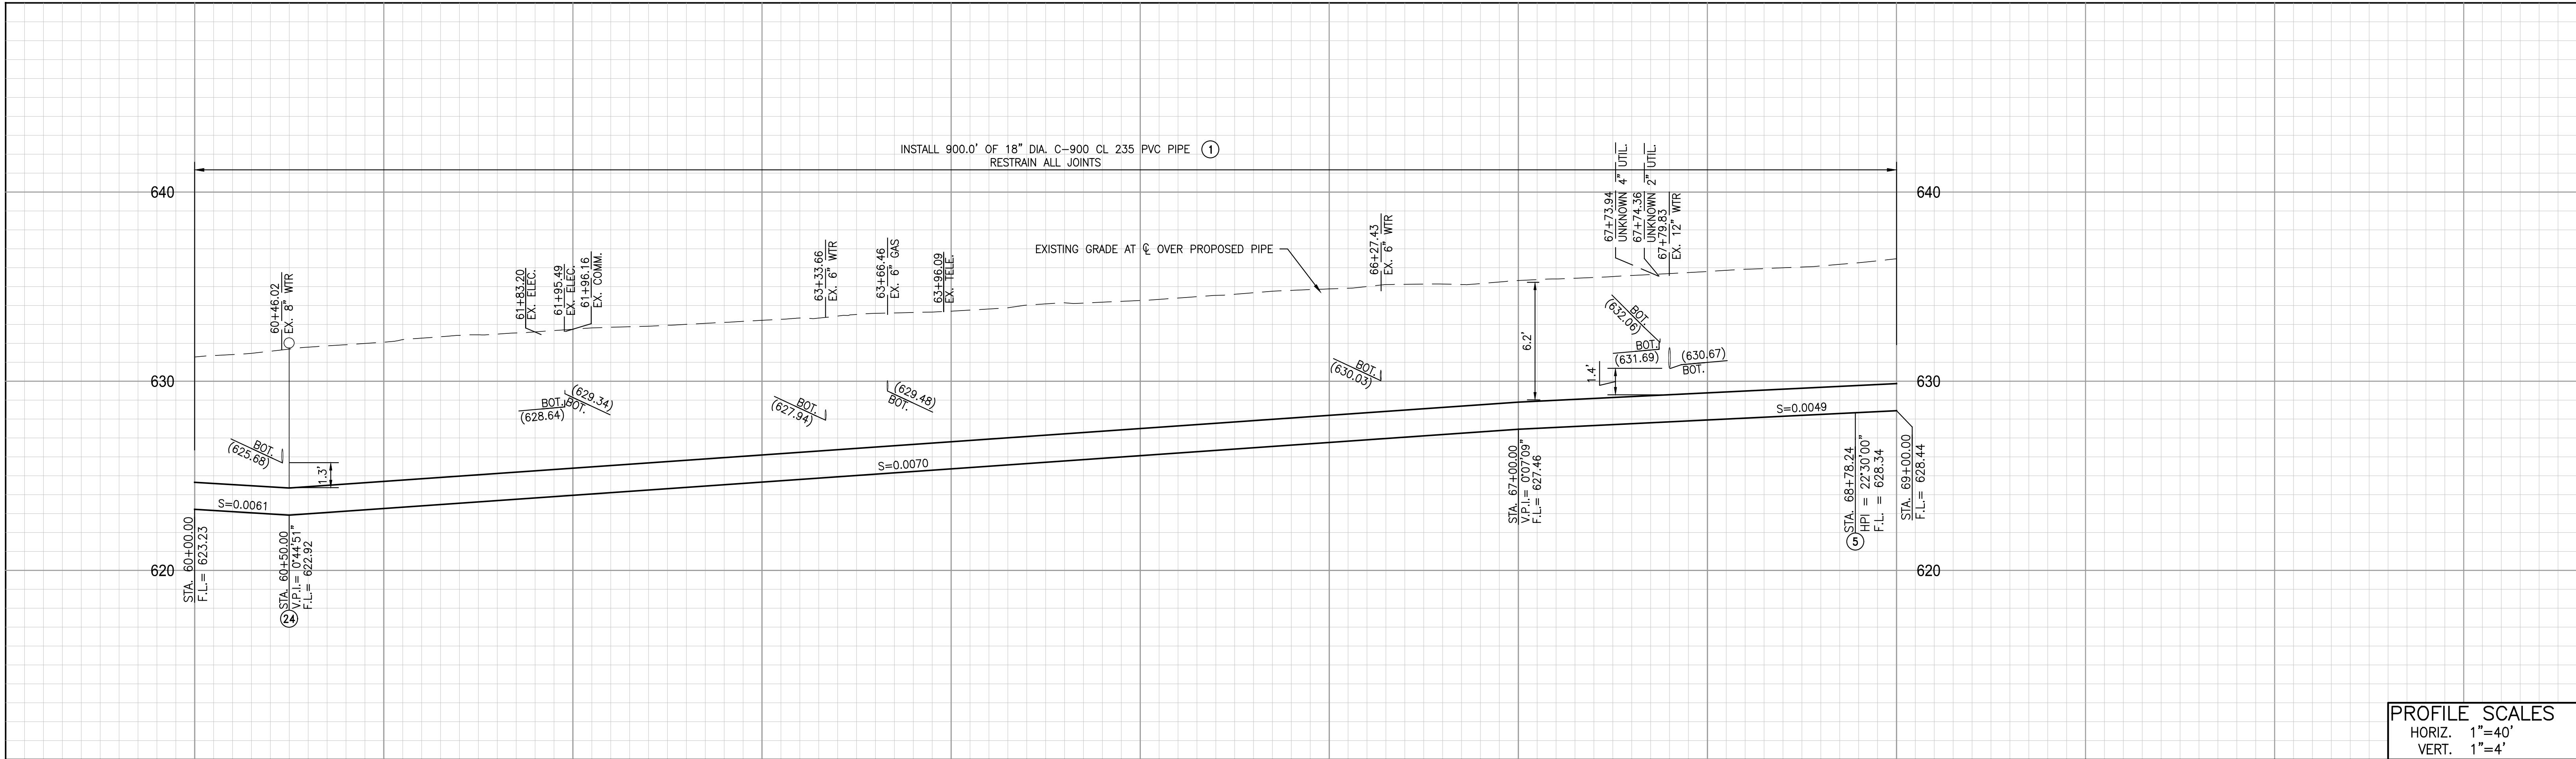 INSTALL 900.0' OF 18" DIA. C-900 CL 235 PVC PIPE 1
RESTRAIN ALL JOINTS
640
640
630
630
620
620
EXISTING GRADE AT ℄ OVER PROPOSED PIPE
60+46.02
EX. 8" WTR
61+83.20
EX. ELEC.
61+95.49
EX. ELEC.
61+96.16
EX. COMM.
63+33.66
EX. 6" WTR
63+66.46
EX. 6" GAS
63+96.09
EX. TELE.
66+27.43
EX. 6" WTR
67+73.94
UNKNOWN 4" UTIL.
67+74.36
UNKNOWN 2" UTIL.
67+79.83
EX. 12" WTR
BOT.
(625.68)
1.3'
BOT.
(628.64)
(629.34)
BOT.
BOT.
(627.94)
(629.48)
BOT.
BOT.
(630.03)
6.2'
1.4'
BOT.
(632.06)
BOT.
(631.69)
(630.67)
BOT.
S=0.0061
S=0.0070
S=0.0049
STA. 60+00.00
F.L.= 623.23
STA. 60+50.00
V.P.I.= 0°44'51"
F.L.= 622.92
24
STA. 67+00.00
V.P.I.= 0°07'09"
F.L.= 627.46
STA. 68+78.24
HPI = 22°30'00"
F.L. = 628.34
5
STA. 69+00.00
F.L.= 628.44
PROFILE SCALES
HORIZ. 1"=40'
VERT. 1"=4'